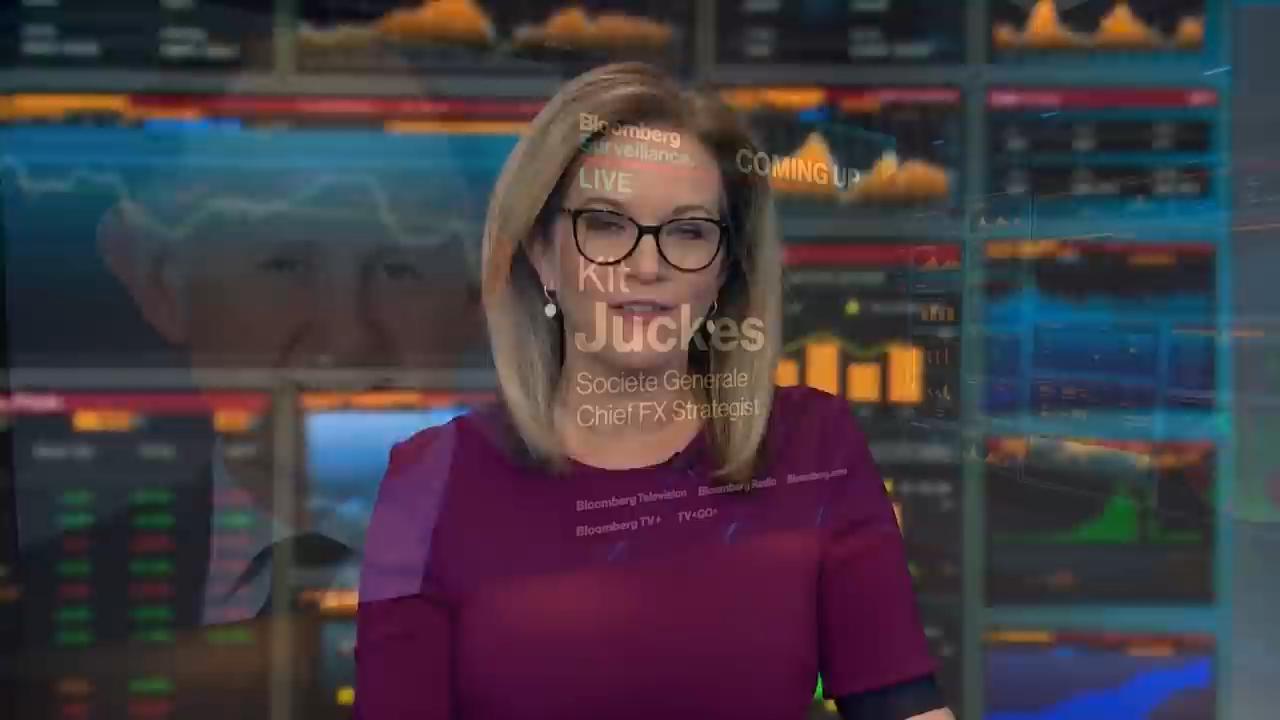 Bloomberg
Surveillance
LIVE
COMING UP
Kit
Juckes
Societe Generale
Chief FX Strategist
Bloomberg Television Bloomberg Radio Bloomberg.com
Bloomberg TV+ TV+GO